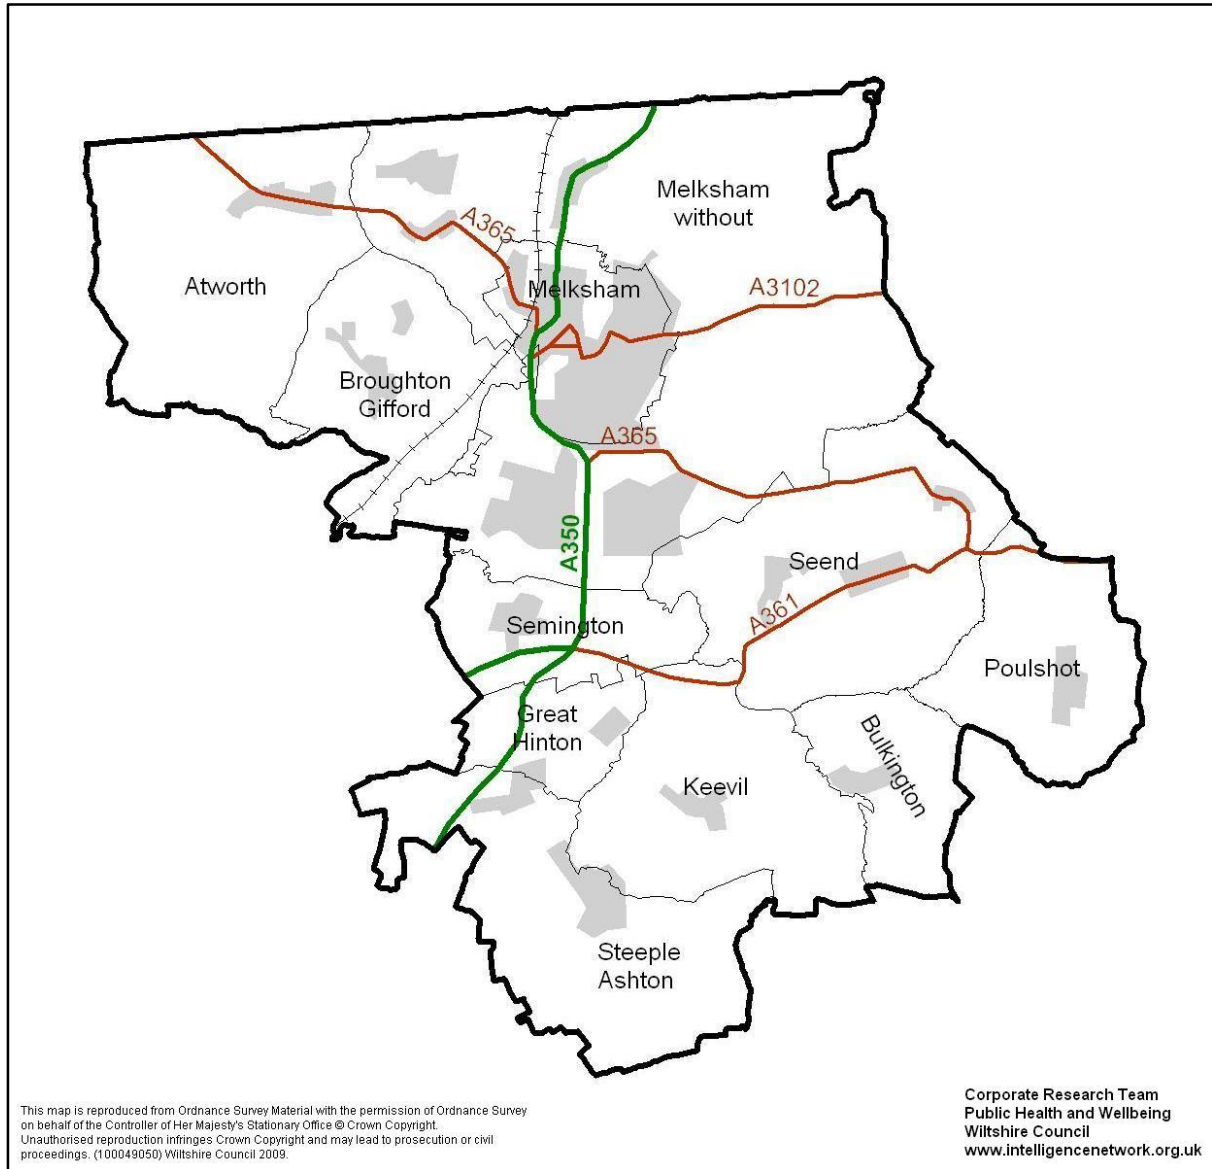 Melksham
without
A365
Atworth
Melksham
A3102
Broughton
Gifford
A365
A350
Seend
A361
Semington
Poulshot
Great
Hinton
Bulkington
Keevil
Steeple
Ashton
This map is reproduced from Ordnance Survey Material with the permission of Ordnance Survey
on behalf of the Controller of Her Majesty's Stationary Office © Crown Copyright.
Unauthorised reproduction infringes Crown Copyright and may lead to prosecution or civil
proceedings. (100049050) Wiltshire Council 2009.
Corporate Research Team
Public Health and Wellbeing
Wiltshire Council
www.intelligencenetwork.org.uk